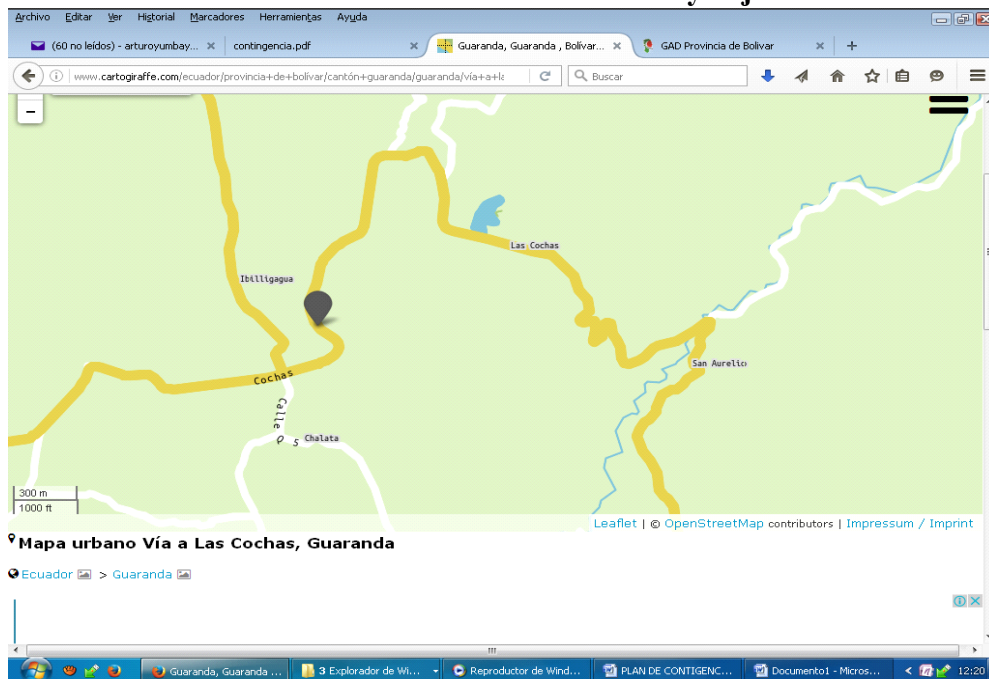 Archivo Editar Ver Historial Marcadores Herramientas Ayuda
(60 no leídos) - arturoyumbay... × contingencia.pdf × Guaranda, Guaranda , Bolívar... × GAD Provincia de Bolivar × +
www.cartogiraffe.com/ecuador/provincia+de+bolívar/cantón+guaranda/guaranda/vía+a+la Buscar
−
Las Cochas
Ibilligagua
San Aurelio
Cochas
Calle Q S
Chalata
300 m
1000 ft
Leaflet | © OpenStreetMap contributors | Impressum / Imprint
Mapa urbano Vía a Las Cochas, Guaranda
Ecuador > Guaranda
Guaranda, Guaranda ... 3 Explorador de Wi... Reproductor de Wind... PLAN DE CONTIGENC... Documento1 - Micros... 12:20